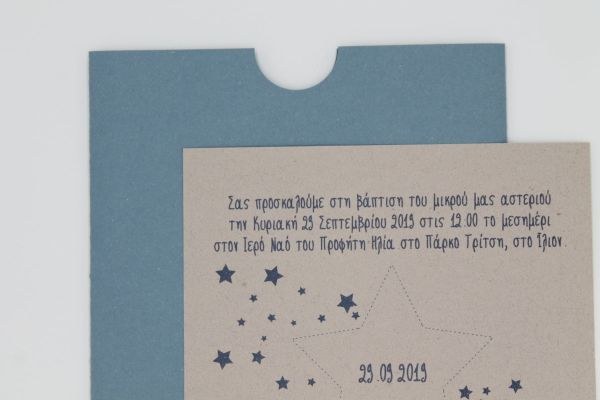 Σας προσκαλούμε στη βάπτιση του μικρού μας αστεριού
την Κυριακή 29 Σεπτεμβρίου 2019 στις 12.00 το μεσημέρι
στον Ιερό Ναό του Προφήτη Ηλία στο Πάρκο Τρίτση, στο Ίλιον.
29.09.2019